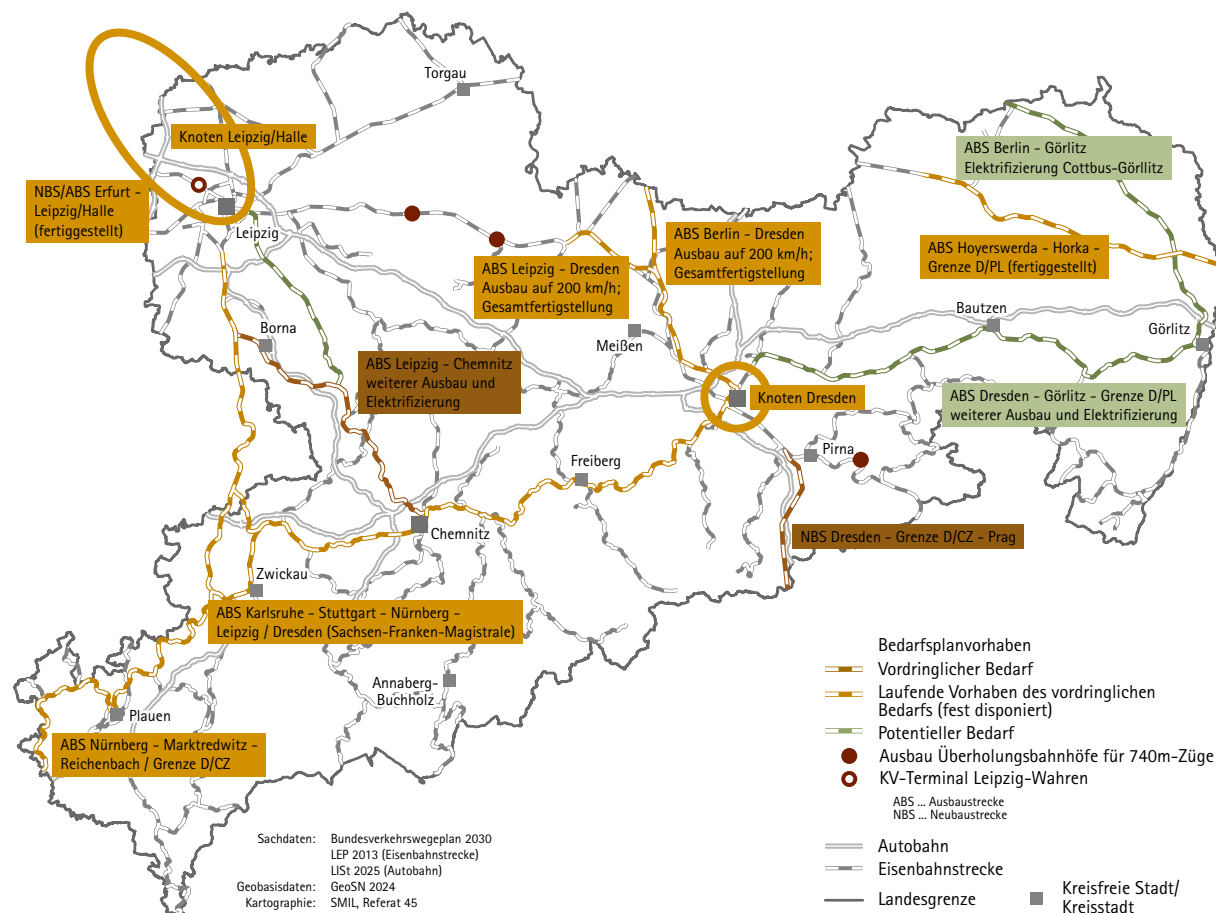 Torgau
Knoten Leipzig/Halle
NBS/ABS Erfurt -
Leipzig/Halle
(fertiggestellt)
Leipzig
ABS Berlin - Görlitz
Elektrifizierung Cottbus-Görllitz
ABS Berlin - Dresden
Ausbau auf 200 km/h;
Gesamtfertigstellung
ABS Hoyerswerda - Horka -
Grenze D/PL (fertiggestellt)
ABS Leipzig - Dresden
Ausbau auf 200 km/h;
Gesamtfertigstellung
Bautzen
Görlitz
Borna
Meißen
ABS Leipzig - Chemnitz
weiterer Ausbau und
Elektrifizierung
Knoten Dresden
ABS Dresden - Görlitz - Grenze D/PL
weiterer Ausbau und Elektrifizierung
Pirna
Freiberg
Chemnitz
NBS Dresden - Grenze D/CZ - Prag
Zwickau
ABS Karlsruhe - Stuttgart - Nürnberg -
Leipzig / Dresden (Sachsen-Franken-Magistrale)
Annaberg-
Buchholz
Plauen
ABS Nürnberg - Marktredwitz -
Reichenbach / Grenze D/CZ
Bedarfsplanvorhaben
Vordringlicher Bedarf
Laufende Vorhaben des vordringlichen
Bedarfs (fest disponiert)
Potentieller Bedarf
Ausbau Überholungsbahnhöfe für 740m-Züge
KV-Terminal Leipzig-Wahren
ABS ... Ausbaustrecke
NBS ... Neubaustrecke
Autobahn
Eisenbahnstrecke
Landesgrenze
Kreisfreie Stadt/
Kreisstadt
Sachdaten: Bundesverkehrswegeplan 2030
LEP 2013 (Eisenbahnstrecke)
LISt 2025 (Autobahn)
Geobasisdaten: GeoSN 2024
Kartographie: SMIL, Referat 45